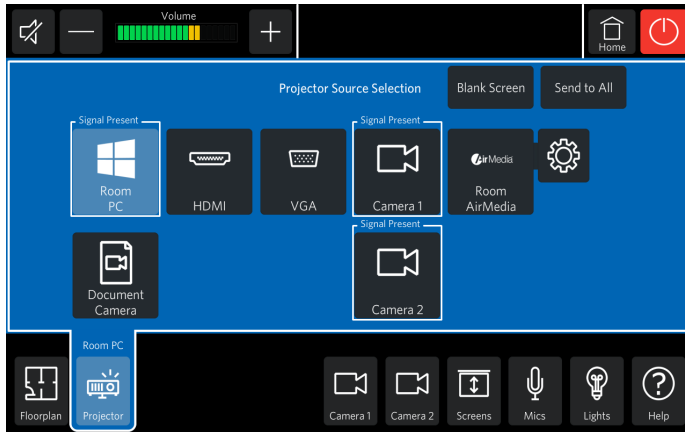 Volume
Home
Projector Source Selection
Blank Screen
Send to All
Signal Present
Signal Present
Room
PC
HDMI
VGA
Camera 1
AirMedia
Room
AirMedia
Signal Present
Document
Camera
Camera 2
Room PC
Floorplan
Projector
Camera 1
Camera 2
Screens
Mics
Lights
Help